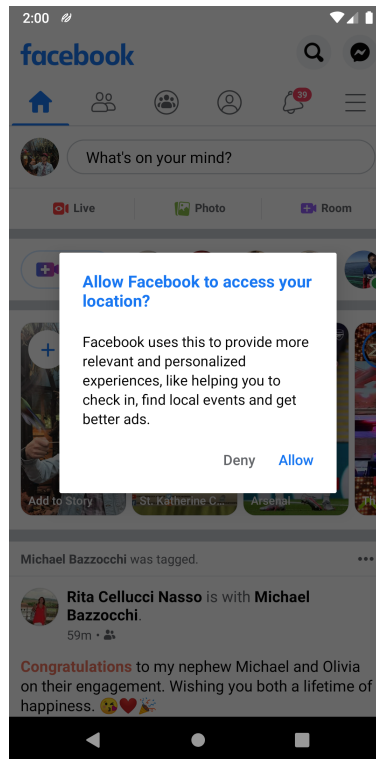 2:00
facebook
39
What's on your mind?
Live
Photo
Room
Allow Facebook to access your
location?
Facebook uses this to provide more
relevant and personalized
experiences, like helping you to
check in, find local events and get
better ads.
Deny Allow
Add to Story
St. Katherine C...
Arsenal
Michael Bazzocchi was tagged.
Rita Cellucci Nasso is with Michael
Bazzocchi.
59m
Congratulations to my nephew Michael and Olivia
on their engagement. Wishing you both a lifetime of
happiness. 😘❤️🎉